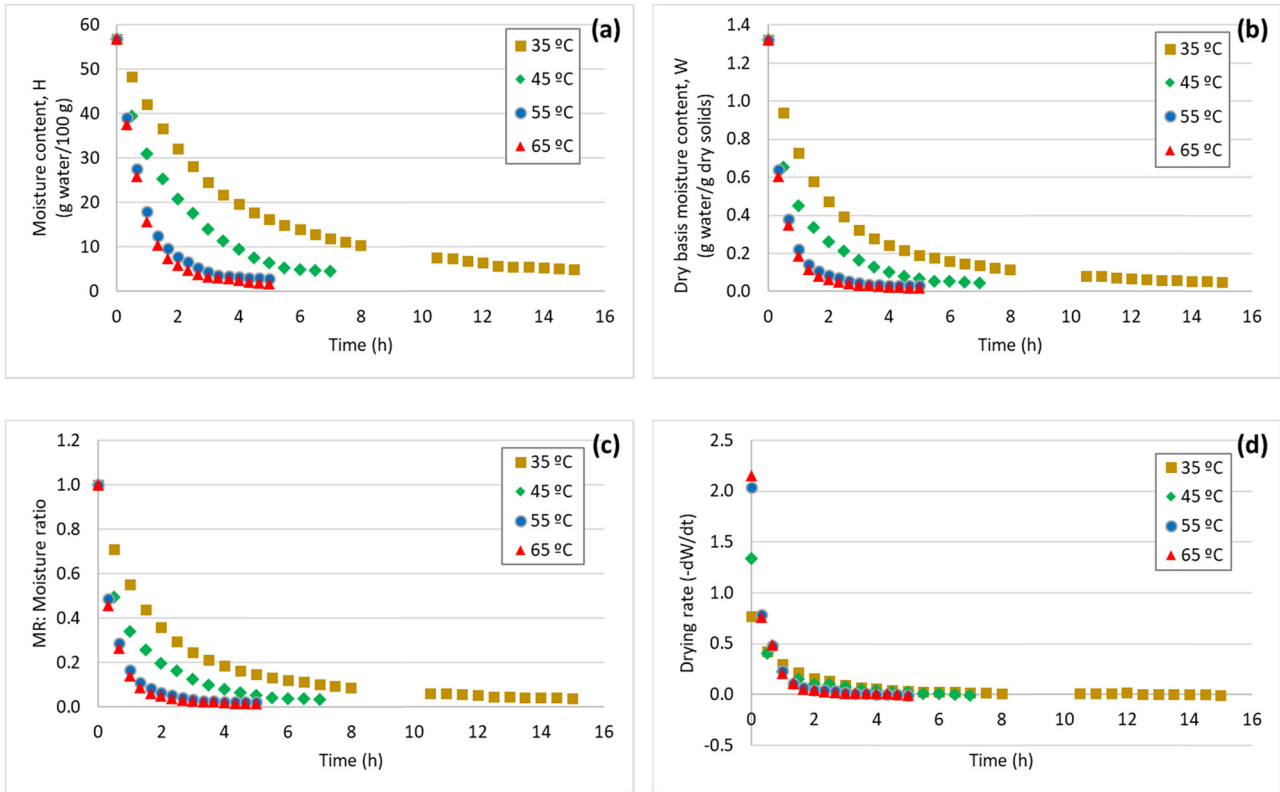 (a)
Moisture content, H
(g water/100 g)
60
50
40
30
20
10
0
35 ºC
45 ºC
55 ºC
65 ºC
0 2 4 6 8 10 12 14 16
Time (h)
(b)
Dry basis moisture content, W
(g water/g dry solids)
1.4
1.2
1.0
0.8
0.6
0.4
0.2
0.0
35 ºC
45 ºC
55 ºC
65 ºC
0 2 4 6 8 10 12 14 16
Time (h)
(c)
MR: Moisture ratio
1.2
1.0
0.8
0.6
0.4
0.2
0.0
35 ºC
45 ºC
55 ºC
65 ºC
0 2 4 6 8 10 12 14 16
Time (h)
(d)
Drying rate (-dW/dt)
2.5
2.0
1.5
1.0
0.5
0.0
-0.5
35 ºC
45 ºC
55 ºC
65 ºC
0 2 4 6 8 10 12 14 16
Time (h)